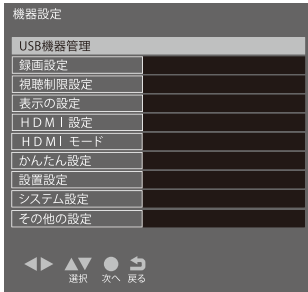 機器設定
USB機器管理
録画設定
視聴制限設定
表示の設定
HDMI設定
HDMIモード
かんたん設定
設置設定
システム設定
その他の設定
選択 次へ 戻る